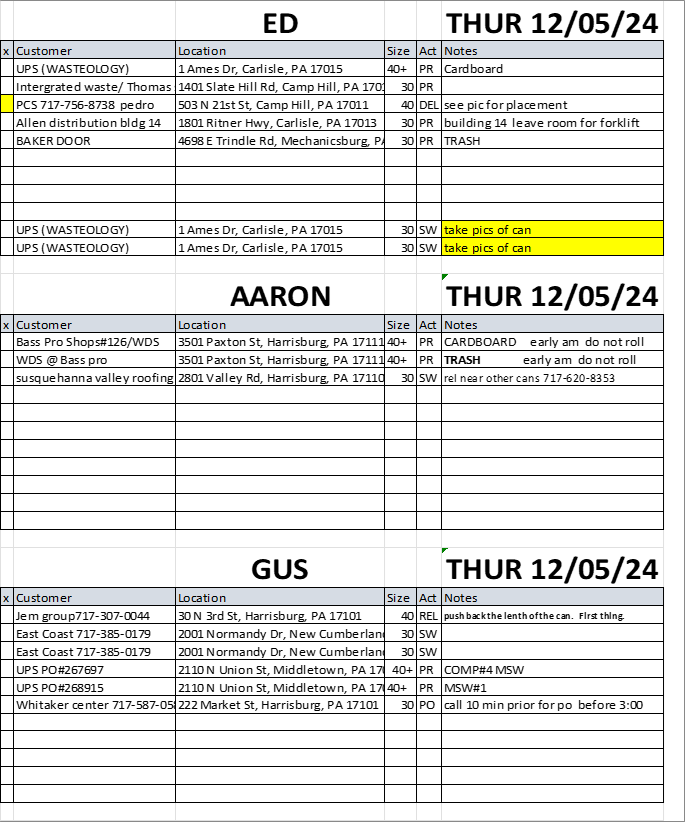 ED THUR 12/05/24
x Customer Location Size Act Notes
UPS (WASTEOLOGY) 1 Ames Dr, Carlisle, PA 17015 40+ PR Cardboard
Intergrated waste/ Thomas 1401 Slate Hill Rd, Camp Hill, PA 1701 30 PR
PCS 717-756-8738 pedro 503 N 21st St, Camp Hill, PA 17011 40 DEL see pic for placement
Allen distribution bldg 14 1801 Ritner Hwy, Carlisle, PA 17013 30 PR building 14 leave room for forklift
BAKER DOOR 4698 E Trindle Rd, Mechanicsburg, PA 30 PR TRASH
UPS (WASTEOLOGY) 1 Ames Dr, Carlisle, PA 17015 30 SW take pics of can
UPS (WASTEOLOGY) 1 Ames Dr, Carlisle, PA 17015 30 SW take pics of can
AARON THUR 12/05/24
x Customer Location Size Act Notes
Bass Pro Shops#126/WDS 3501 Paxton St, Harrisburg, PA 17111 40+ PR CARDBOARD early am do not roll
WDS @ Bass pro 3501 Paxton St, Harrisburg, PA 17111 40+ PR TRASH early am do not roll
susquehanna valley roofing 2801 Valley Rd, Harrisburg, PA 17110 30 SW rel near other cans 717-620-8353
GUS THUR 12/05/24
x Customer Location Size Act Notes
Jem group717-307-0044 30 N 3rd St, Harrisburg, PA 17101 40 REL push back the lenth of the can. First thing.
East Coast 717-385-0179 2001 Normandy Dr, New Cumberland 30 SW
East Coast 717-385-0179 2001 Normandy Dr, New Cumberland 30 SW
UPS PO#267697 2110 N Union St, Middletown, PA 170 40+ PR COMP#4 MSW
UPS PO#268915 2110 N Union St, Middletown, PA 170 40+ PR MSW#1
Whitaker center 717-587-058 222 Market St, Harrisburg, PA 17101 30 PO call 10 min prior for po before 3:00